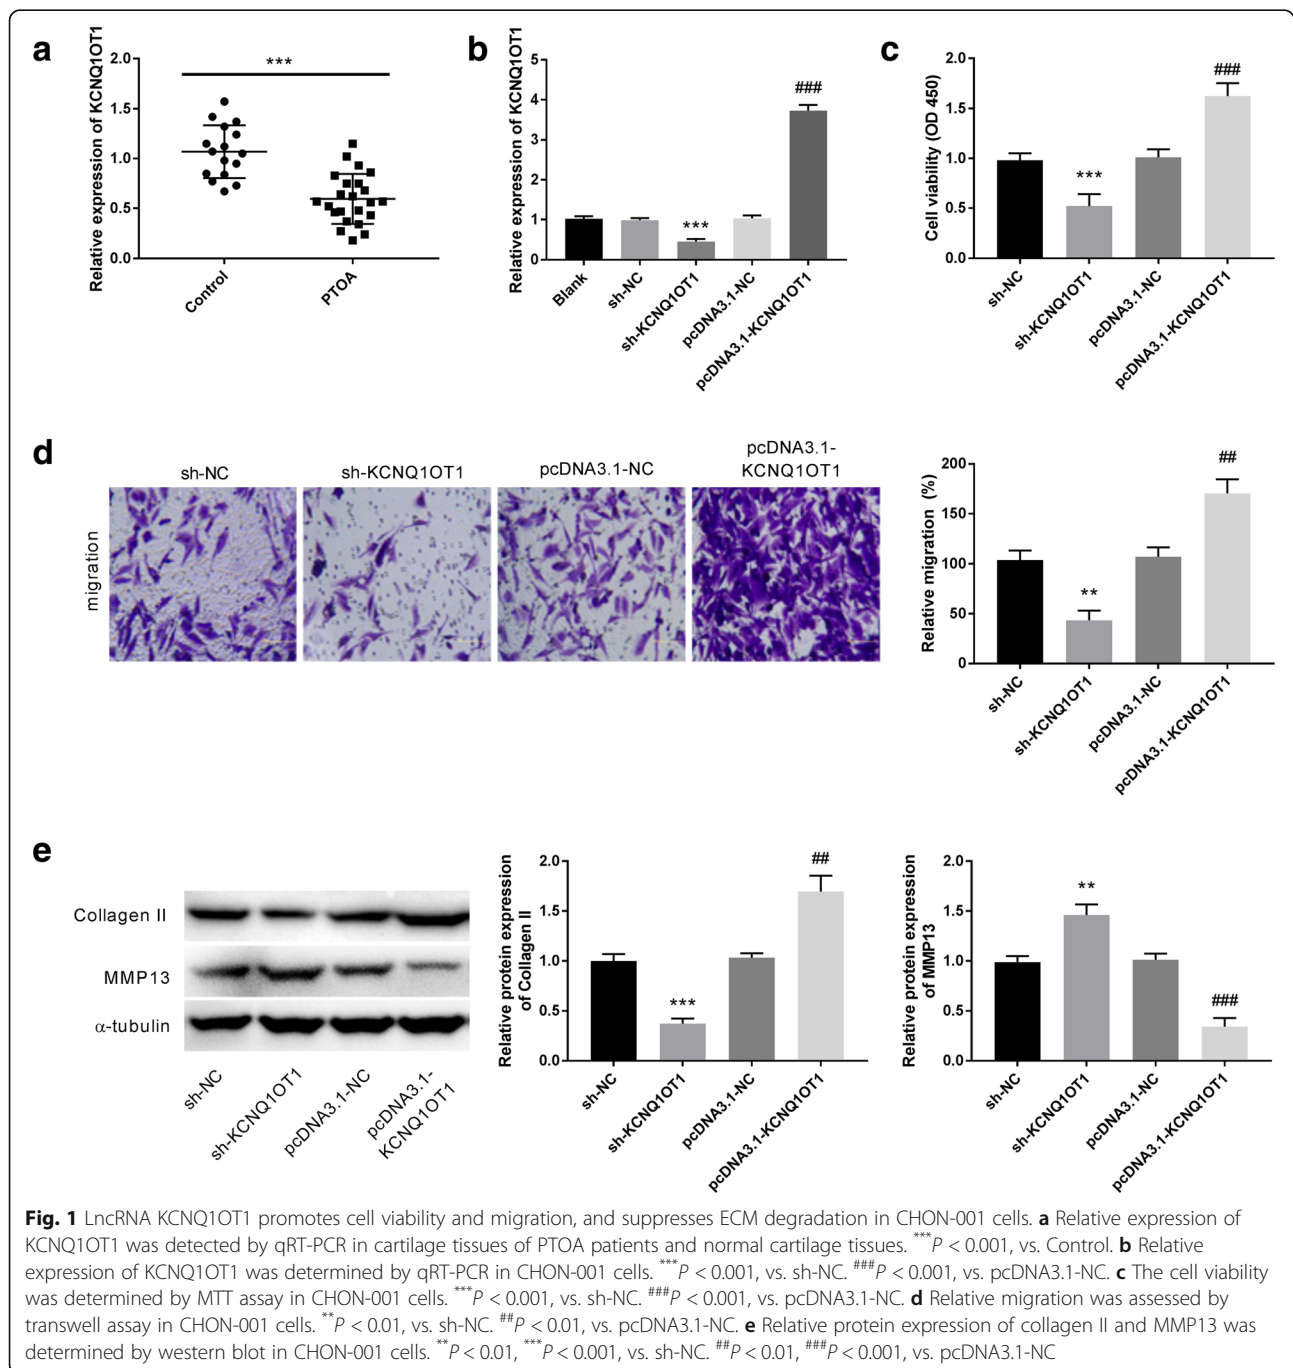 a
Relative expression of KCNQ1OT1
2.0
1.5
1.0
0.5
0.0
***
Control
PTOA
b
Relative expression of KCNQ1OT1
5
4
3
2
1
0
***
###
Blank
sh-NC
sh-KCNQ1OT1
pcDNA3.1-NC
pcDNA3.1-KCNQ1OT1
c
Cell viability (OD 450)
2.0
1.5
1.0
0.5
0.0
***
###
sh-NC
sh-KCNQ1OT1
pcDNA3.1-NC
pcDNA3.1-KCNQ1OT1
d
sh-NC
sh-KCNQ1OT1
pcDNA3.1-NC
pcDNA3.1-
KCNQ1OT1
migration
Relative migration (%)
200
150
100
50
0
**
##
sh-NC
sh-KCNQ1OT1
pcDNA3.1-NC
pcDNA3.1-KCNQ1OT1
e
Collagen II
MMP13
α-tubulin
sh-NC
sh-KCNQ1OT1
pcDNA3.1-NC
pcDNA3.1-
KCNQ1OT1
Relative protein expression
of Collagen II
2.0
1.5
1.0
0.5
0.0
***
##
sh-NC
sh-KCNQ1OT1
pcDNA3.1-NC
pcDNA3.1-KCNQ1OT1
Relative protein expression
of MMP13
2.0
1.5
1.0
0.5
0.0
**
###
sh-NC
sh-KCNQ1OT1
pcDNA3.1-NC
pcDNA3.1-KCNQ1OT1
Fig. 1 LncRNA KCNQ1OT1 promotes cell viability and migration, and suppresses ECM degradation in CHON-001 cells. a Relative expression of
KCNQ1OT1 was detected by qRT-PCR in cartilage tissues of PTOA patients and normal cartilage tissues. ***P < 0.001, vs. Control. b Relative
expression of KCNQ1OT1 was determined by qRT-PCR in CHON-001 cells. ***P < 0.001, vs. sh-NC. ###P < 0.001, vs. pcDNA3.1-NC. c The cell viability
was determined by MTT assay in CHON-001 cells. ***P < 0.001, vs. sh-NC. ###P < 0.001, vs. pcDNA3.1-NC. d Relative migration was assessed by
transwell assay in CHON-001 cells. **P < 0.01, vs. sh-NC. ##P < 0.01, vs. pcDNA3.1-NC. e Relative protein expression of collagen II and MMP13 was
determined by western blot in CHON-001 cells. **P < 0.01, ***P < 0.001, vs. sh-NC. ##P < 0.01, ###P < 0.001, vs. pcDNA3.1-NC